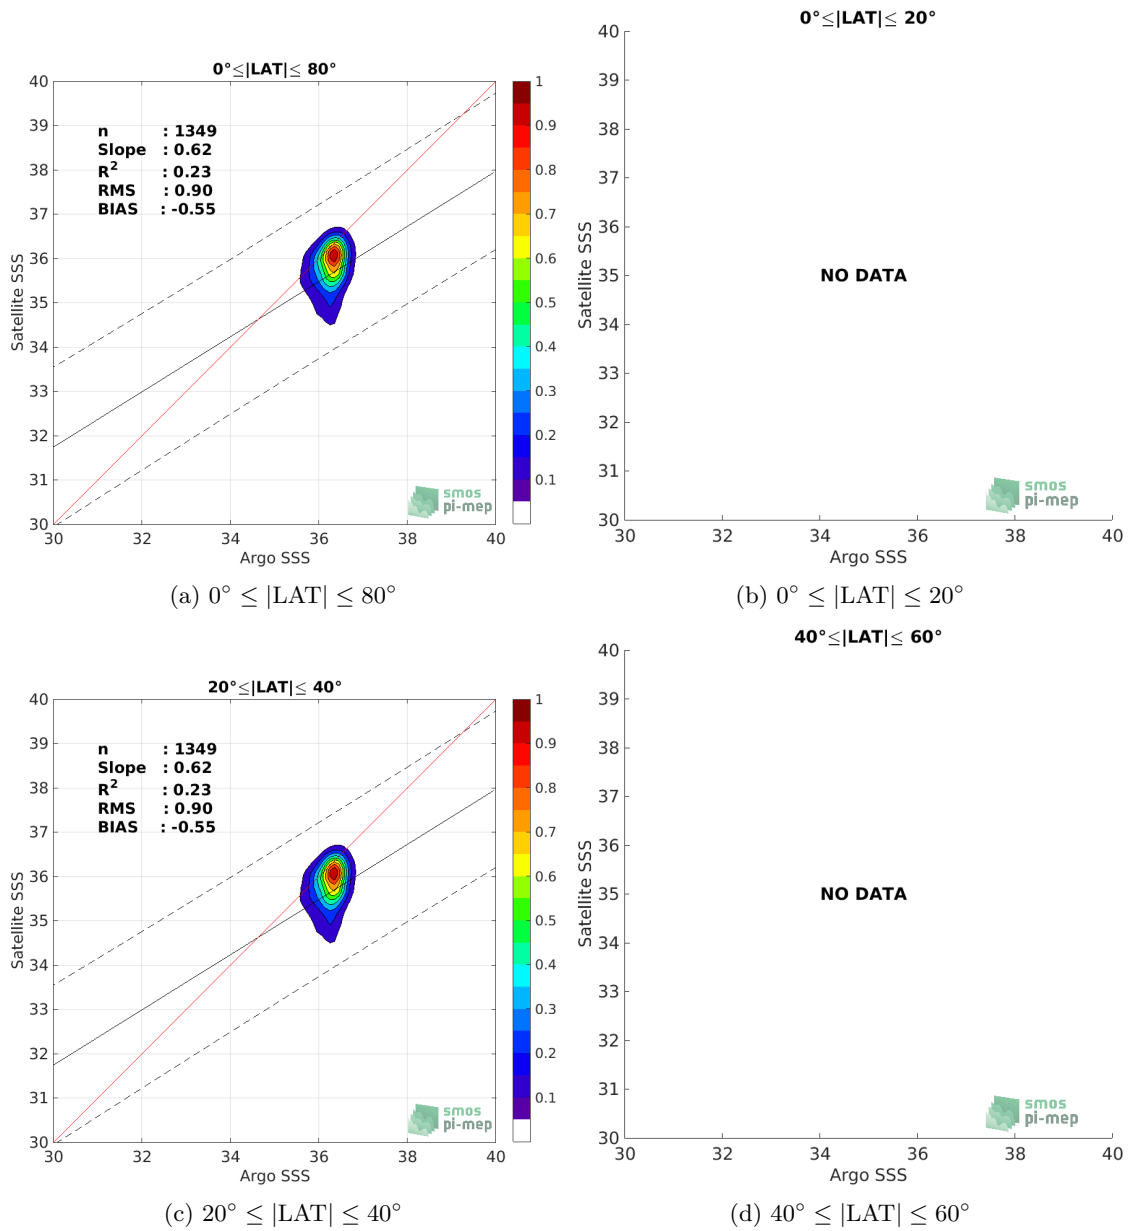 0°≤|LAT|≤ 80°
40
39
38
37
36
35
34
33
32
31
30
Satellite SSS
n : 1349
Slope : 0.62
R² : 0.23
RMS : 0.90
BIAS : -0.55
smos
pi-mep
30 32 34 36 38 40
Argo SSS
1
0.9
0.8
0.7
0.6
0.5
0.4
0.3
0.2
0.1
(a) 0° ≤ |LAT| ≤ 80°
0°≤|LAT|≤ 20°
40
39
38
37
36
35
34
33
32
31
30
Satellite SSS
NO DATA
smos
pi-mep
30 32 34 36 38 40
Argo SSS
(b) 0° ≤ |LAT| ≤ 20°
20°≤|LAT|≤ 40°
40
39
38
37
36
35
34
33
32
31
30
Satellite SSS
n : 1349
Slope : 0.62
R² : 0.23
RMS : 0.90
BIAS : -0.55
smos
pi-mep
30 32 34 36 38 40
Argo SSS
1
0.9
0.8
0.7
0.6
0.5
0.4
0.3
0.2
0.1
(c) 20° ≤ |LAT| ≤ 40°
40°≤|LAT|≤ 60°
40
39
38
37
36
35
34
33
32
31
30
Satellite SSS
NO DATA
smos
pi-mep
30 32 34 36 38 40
Argo SSS
(d) 40° ≤ |LAT| ≤ 60°